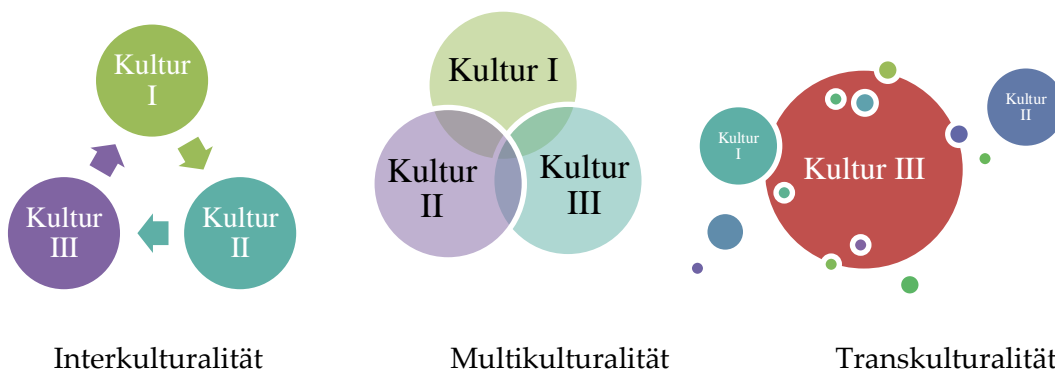 Kultur
I
Kultur
III
Kultur
II
Kultur I
Kultur
II
Kultur
III
Kultur
I
Kultur III
Kultur
II
Interkulturalität
Multikulturalität
Transkulturalität